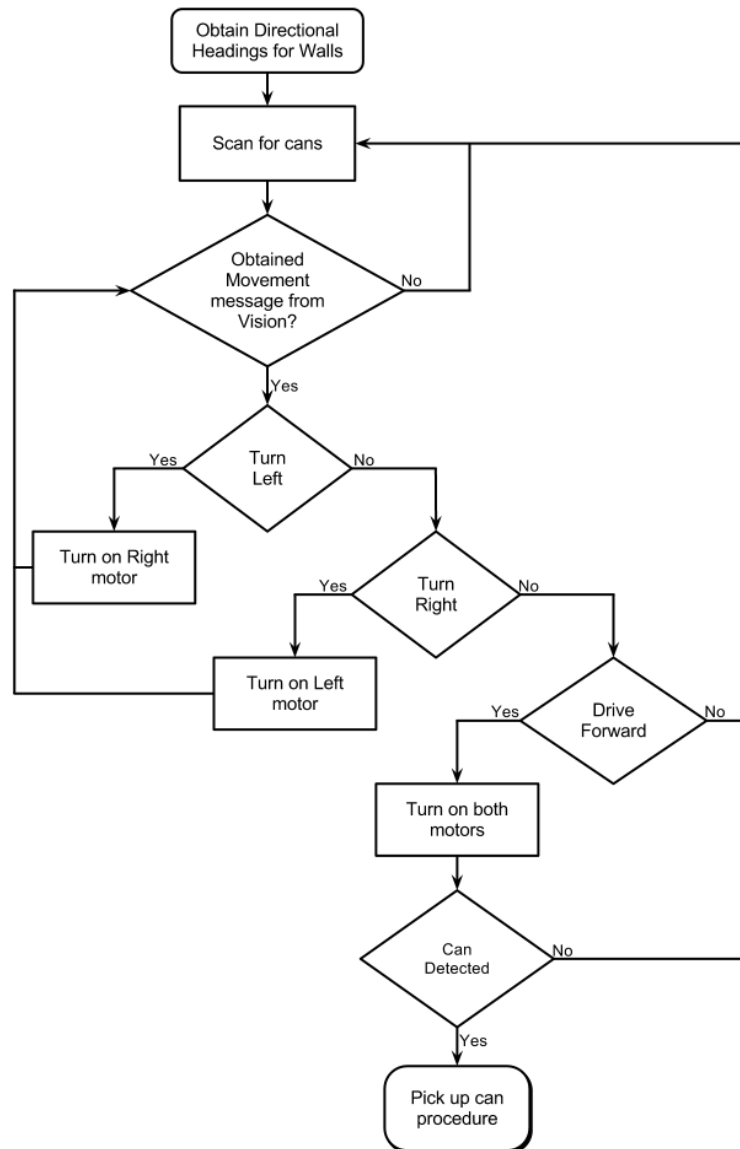 Obtain Directional
Headings for Walls
Scan for cans
Obtained
Movement
message from
Vision?
No
Yes
Turn
Left
Yes
No
Turn on Right
motor
Turn
Right
Yes
No
Turn on Left
motor
Drive
Forward
Yes
No
Turn on both
motors
Can
Detected
No
Yes
Pick up can
procedure